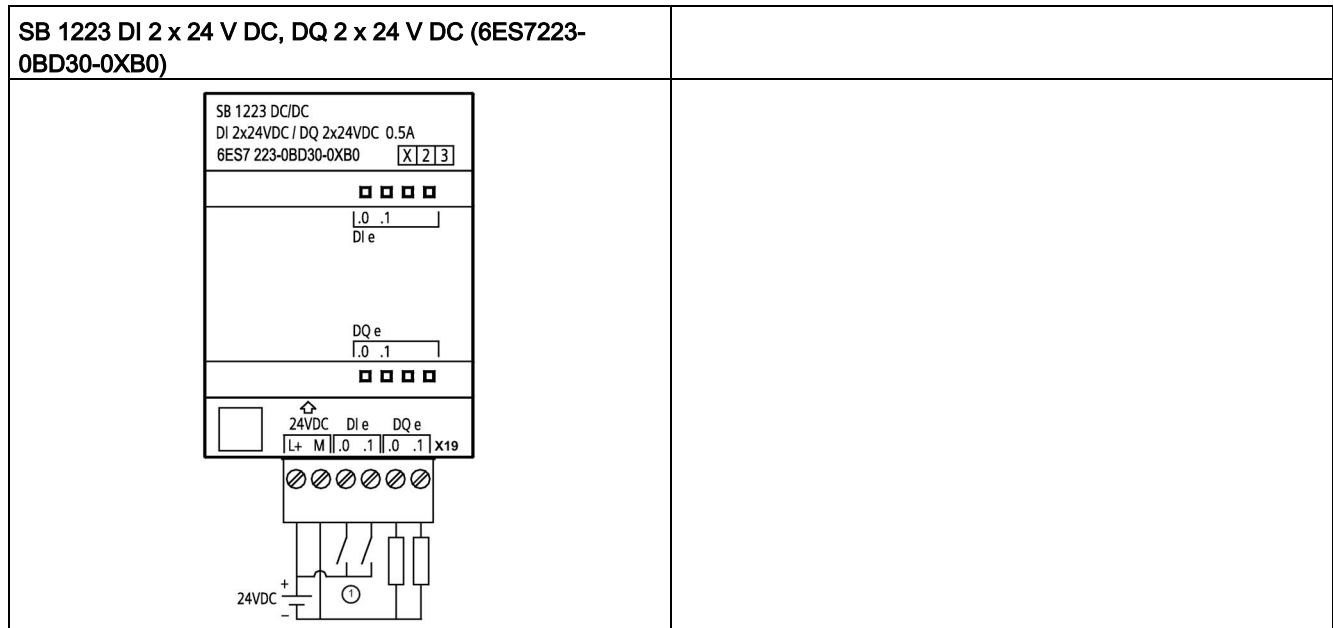 SB 1223 DI 2 x 24 V DC, DQ 2 x 24 V DC (6ES7223-
0BD30-0XB0)
SB 1223 DC/DC
DI 2x24VDC / DQ 2x24VDC 0.5A
6ES7 223-0BD30-0XB0 X 2 3
.0 .1
DI e
DQ e
.0 .1
24VDC DI e DQ e
L+ M .0 .1 .0 .1 X19
+
24VDC ①
–